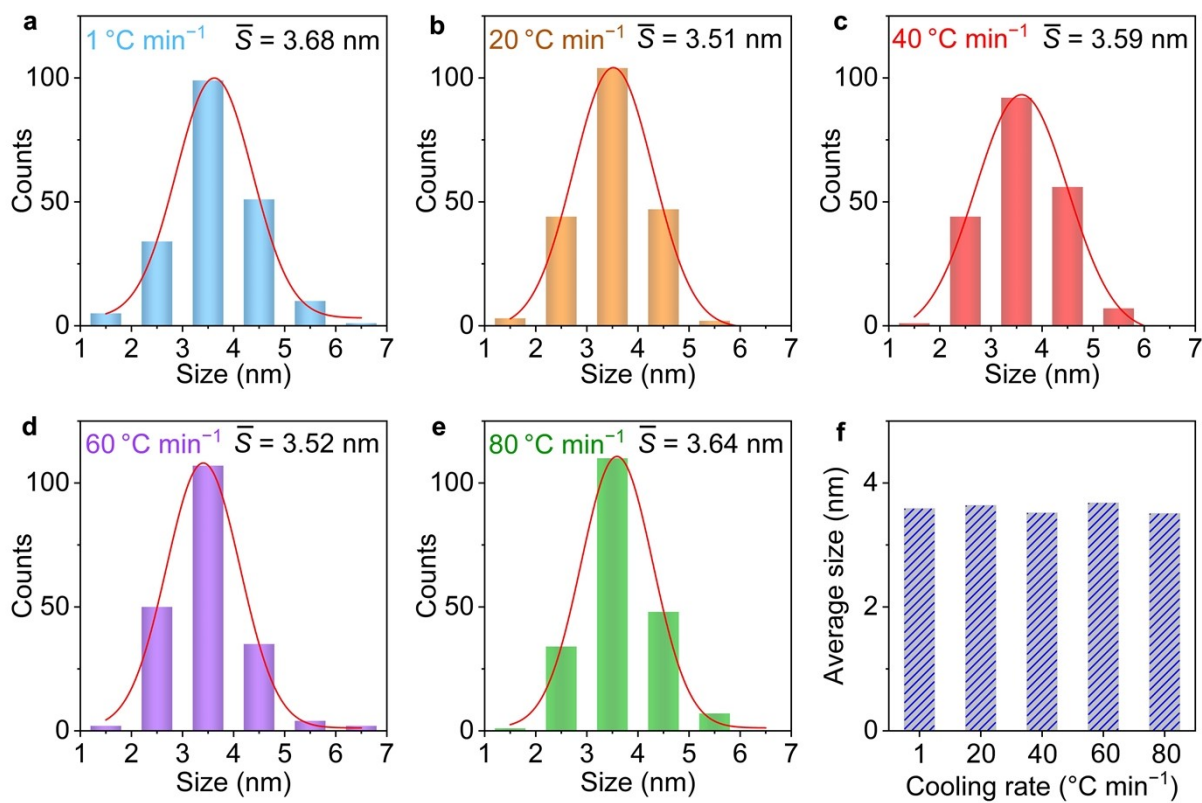 a
1 °C min⁻¹
S̅ = 3.68 nm
Counts
100
50
0
1 2 3 4 5 6 7
Size (nm)
b
20 °C min⁻¹
S̅ = 3.51 nm
Counts
100
50
0
1 2 3 4 5 6 7
Size (nm)
c
40 °C min⁻¹
S̅ = 3.59 nm
Counts
100
50
0
1 2 3 4 5 6 7
Size (nm)
d
60 °C min⁻¹
S̅ = 3.52 nm
Counts
100
50
0
1 2 3 4 5 6 7
Size (nm)
e
80 °C min⁻¹
S̅ = 3.64 nm
Counts
100
50
0
1 2 3 4 5 6 7
Size (nm)
f
Average size (nm)
4
2
0
1 20 40 60 80
Cooling rate (°C min⁻¹)